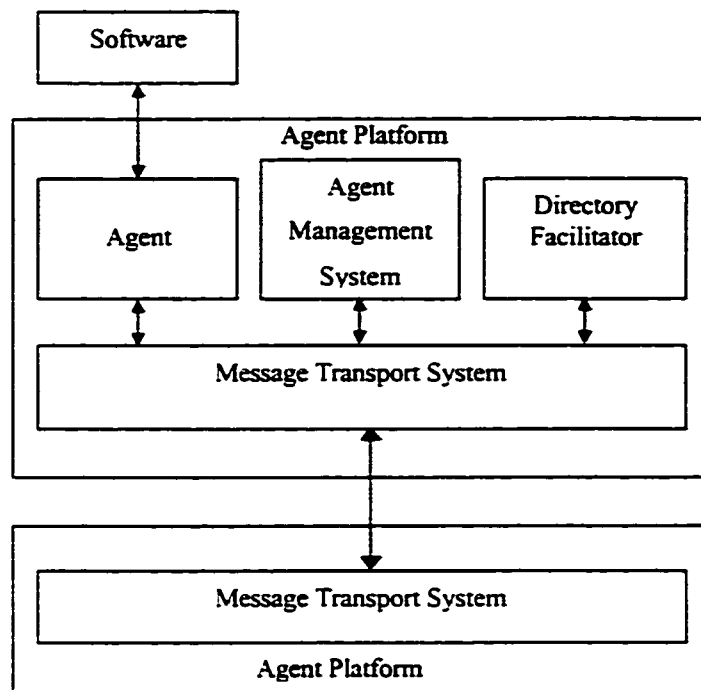 Software
Agent Platform
Agent
Agent
Management
System
Directory
Facilitator
Message Transport System
Message Transport System
Agent Platform